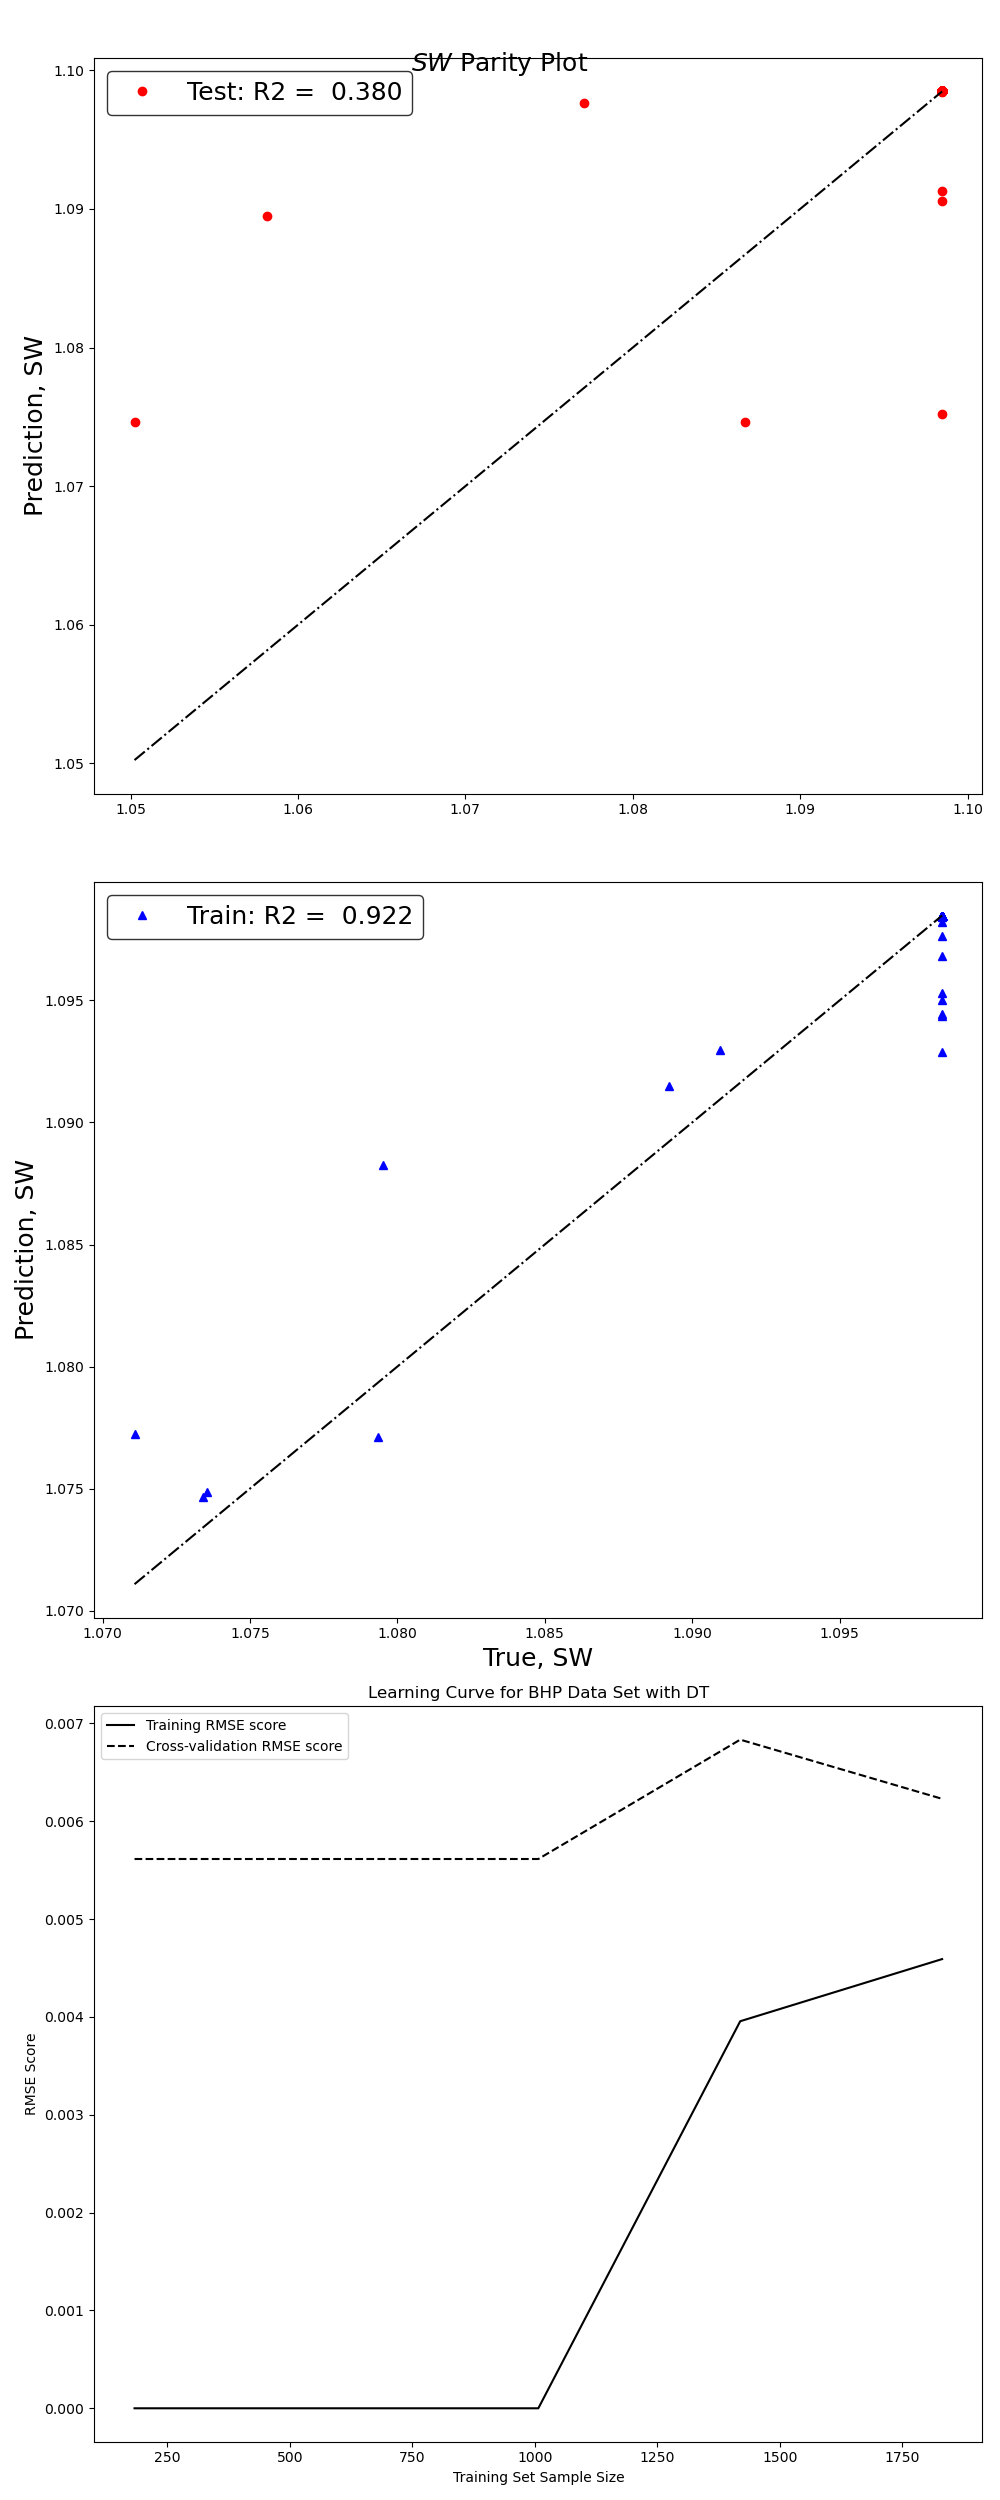 SW Parity Plot
Test: R2 =  0.380
1.10
1.09
1.08
1.07
1.06
1.05
Prediction, SW
1.05 1.06 1.07 1.08 1.09 1.10
Train: R2 =  0.922
1.095
1.090
1.085
1.080
1.075
1.070
Prediction, SW
1.070 1.075 1.080 1.085 1.090 1.095
True, SW
Learning Curve for BHP Data Set with DT
Training RMSE score
Cross-validation RMSE score
0.007
0.006
0.005
0.004
0.003
0.002
0.001
0.000
RMSE Score
250 500 750 1000 1250 1500 1750
Training Set Sample Size